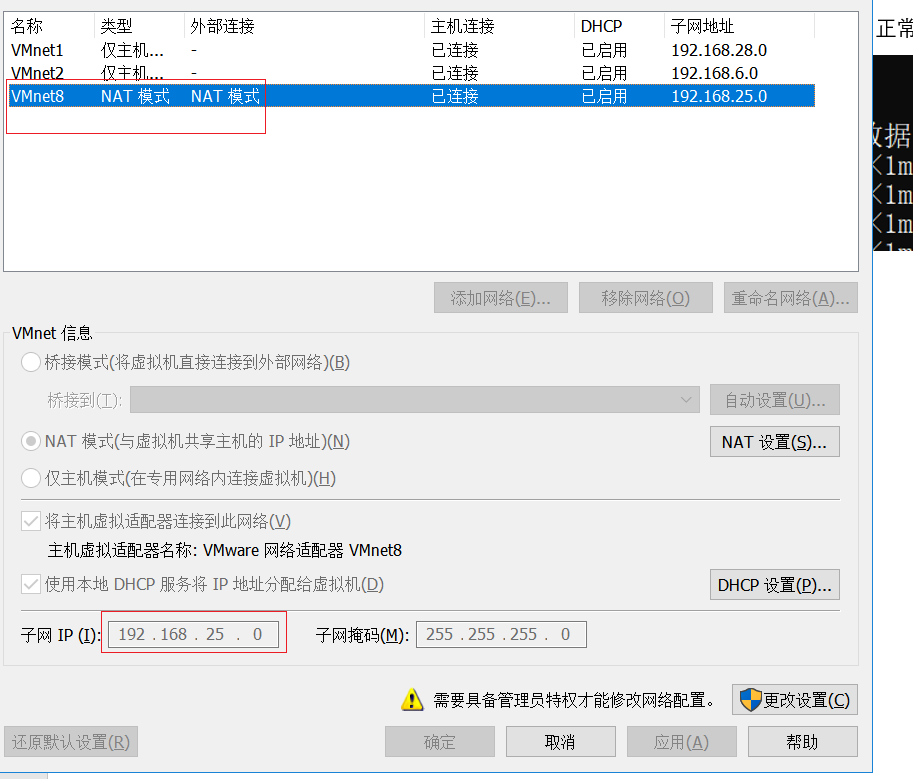 名称 类型 外部连接 主机连接 DHCP 子网地址
VMnet1 仅主机... - 已连接 已启用 192.168.28.0
VMnet2 仅主机... - 已连接 已启用 192.168.6.0
VMnet8 NAT 模式 NAT 模式 已连接 已启用 192.168.25.0
添加网络(E)... 移除网络(O) 重命名网络(A)...
VMnet 信息
桥接模式(将虚拟机直接连接到外部网络)(B)
桥接到(T): 自动设置(U)...
NAT 模式(与虚拟机共享主机的 IP 地址)(N) NAT 设置(S)...
仅主机模式(在专用网络内连接虚拟机)(H)
将主机虚拟适配器连接到此网络(V)
主机虚拟适配器名称: VMware 网络适配器 VMnet8
使用本地 DHCP 服务将 IP 地址分配给虚拟机(D) DHCP 设置(P)...
子网 IP (I): 192 . 168 . 25 . 0 子网掩码(M): 255 . 255 . 255 . 0
需要具备管理员特权才能修改网络配置。 更改设置(C)
还原默认设置(R) 确定 取消 应用(A) 帮助
正常
数据
<1m
<1m
<1m